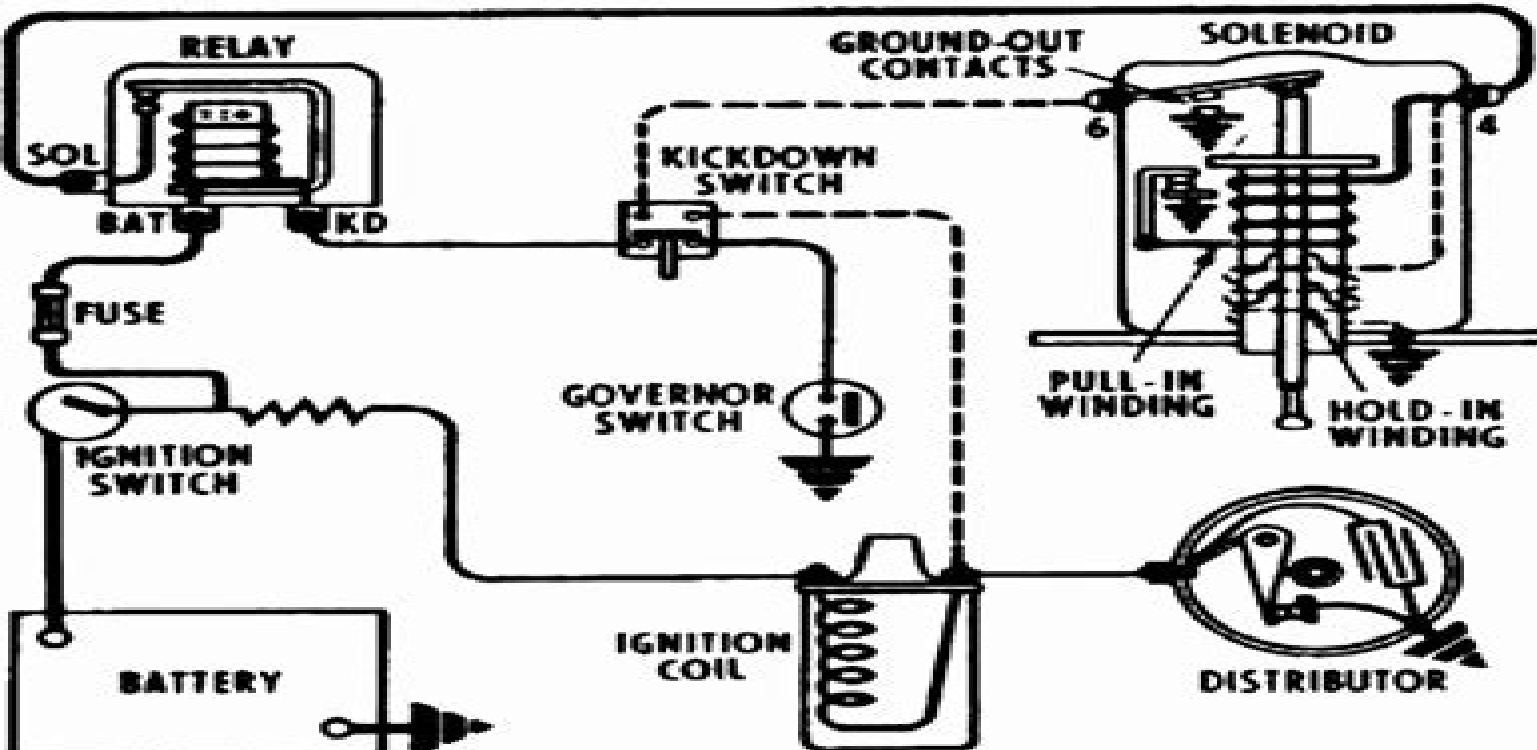 RELAY
GROUND-OUT
CONTACTS
SOLENOID
6
4
SOL
KICKDOWN
SWITCH
BAT
KD
FUSE
GOVERNOR
SWITCH
PULL-IN
WINDING
HOLD-IN
WINDING
IGNITION
SWITCH
IGNITION
COIL
BATTERY
DISTRIBUTOR